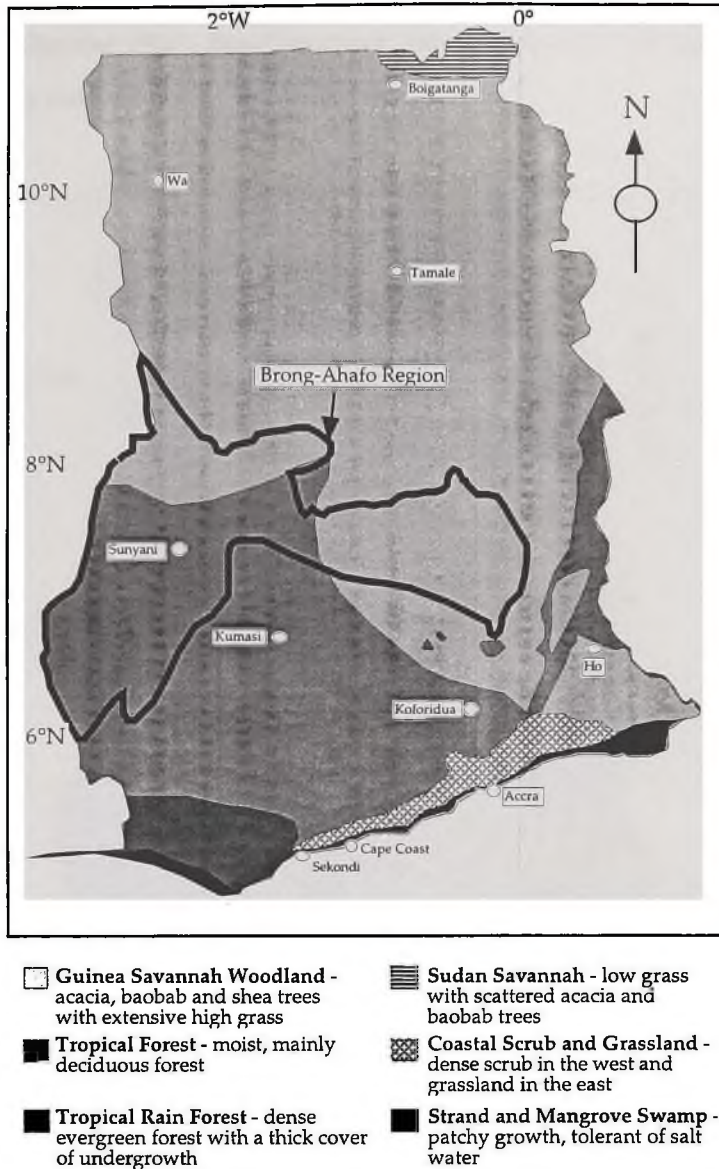 2°W
0°
Bolgatanga
N
10°N
Wa
Tamale
Brong-Ahafo Region
8°N
Sunyani
Kumasi
Ho
Koforidua
6°N
Accra
Cape Coast
Sekondi
Guinea Savannah Woodland -
acacia, baobab and shea trees
with extensive high grass
Tropical Forest - moist, mainly
deciduous forest
Tropical Rain Forest - dense
evergreen forest with a thick cover
of undergrowth
Sudan Savannah - low grass
with scattered acacia and
baobab trees
Coastal Scrub and Grassland -
dense scrub in the west and
grassland in the east
Strand and Mangrove Swamp -
patchy growth, tolerant of salt
water